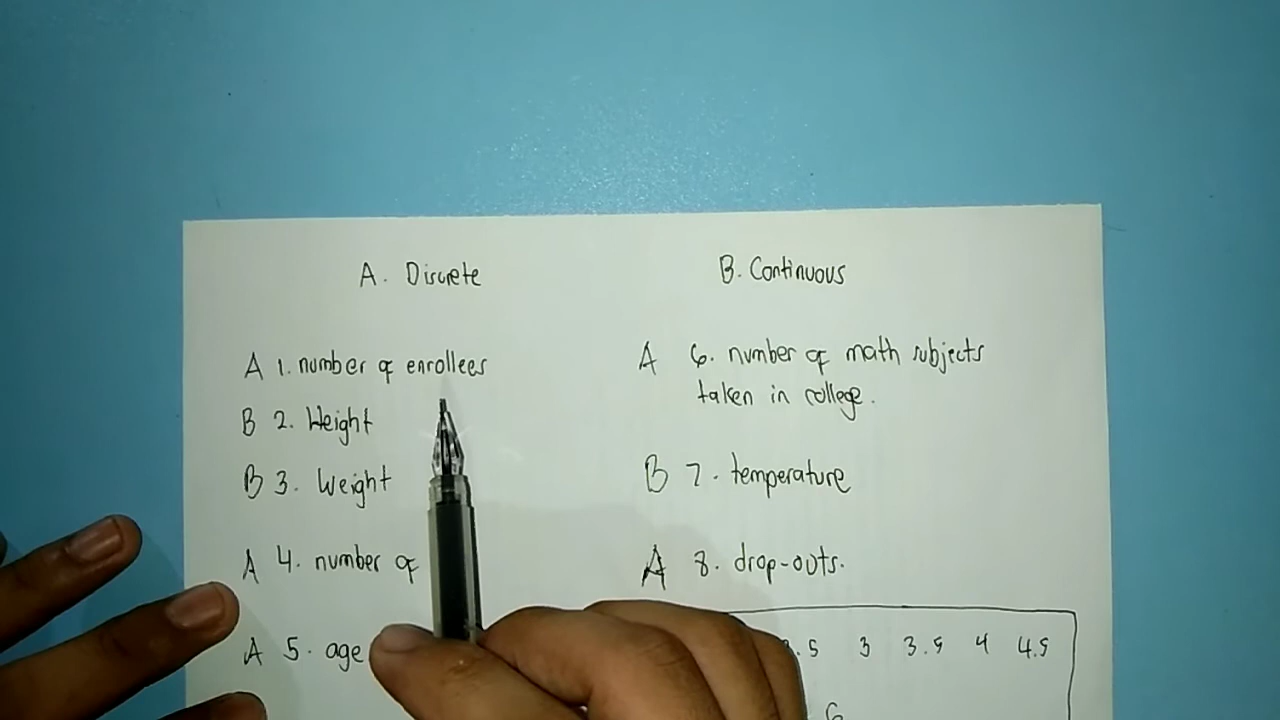 A. Discrete
B. Continuous
A 1. number of enrollees
B 2. Height
B 3. Weight
A 4. number of
A 5. age
A 6. number of math subjects
taken in college.
B 7. temperature
A 8. drop-outs.
.5 3 3.5 4 4.5